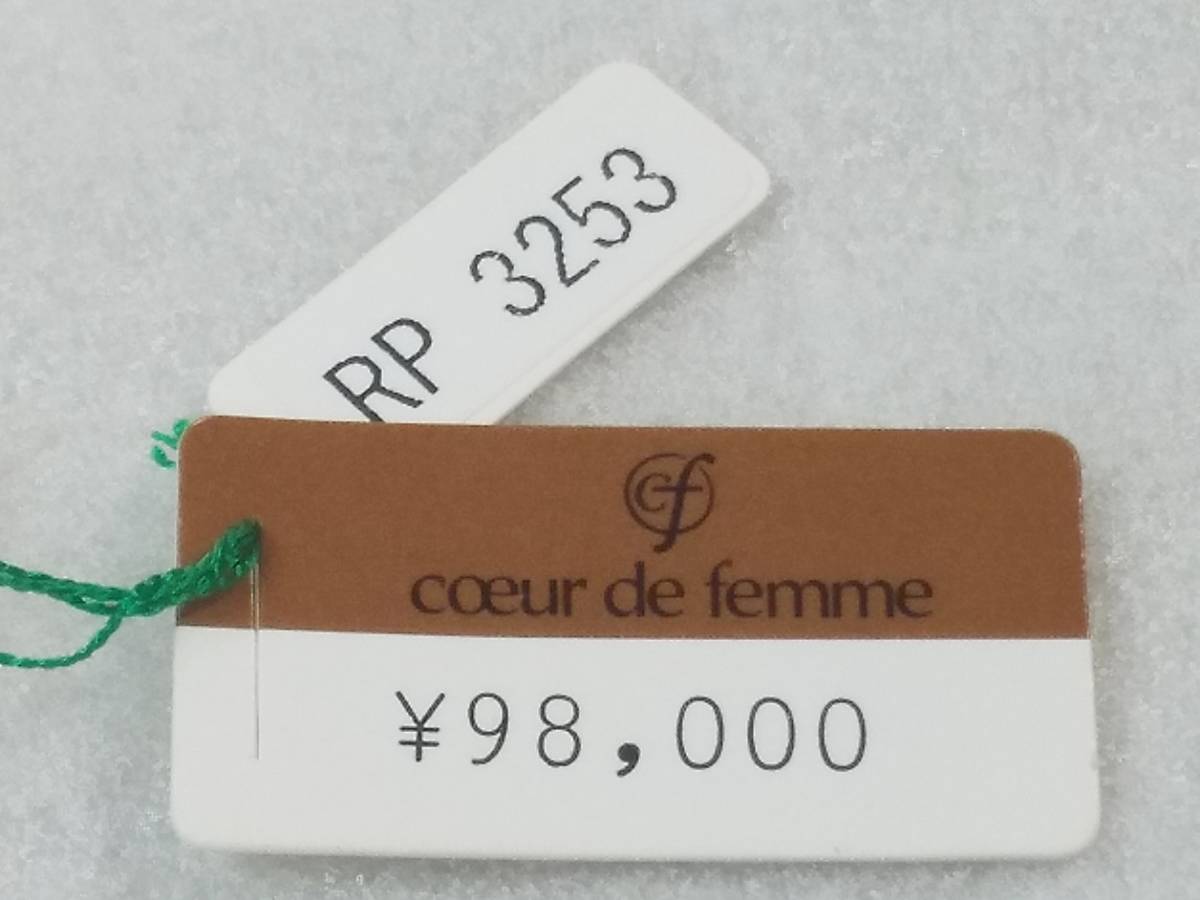 RP 3253
cf
cœur de femme
¥98,000